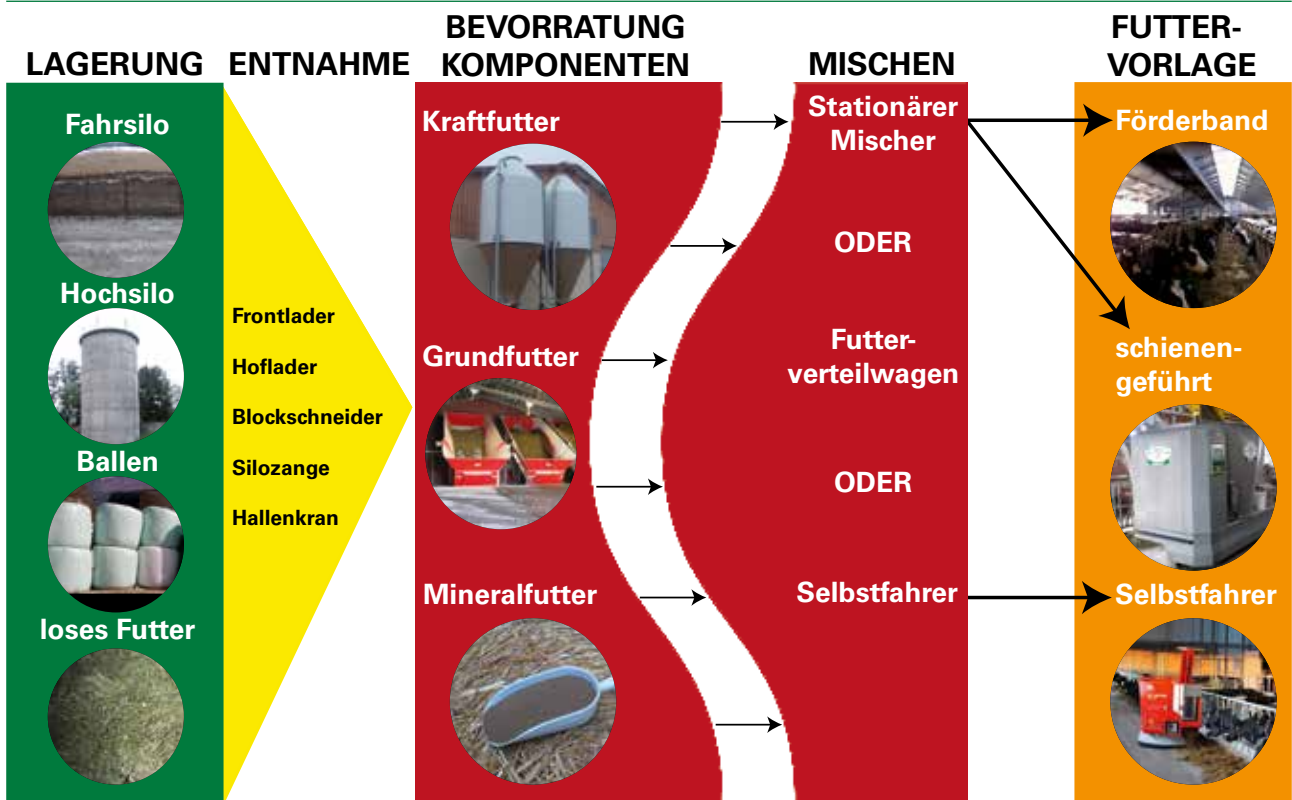 LAGERUNG
ENTNAHME
BEVORRATUNG
KOMPONENTEN
MISCHEN
FUTTER-
VORLAGE
Fahrsilo
Hochsilo
Ballen
loses Futter
Frontlader
Hoflader
Blockschneider
Silozange
Hallenkran
Kraftfutter
Grundfutter
Mineralfutter
Stationärer
Mischer
ODER
Futter-
verteilwagen
ODER
Selbstfahrer
Förderband
schienen-
geführt
Selbstfahrer